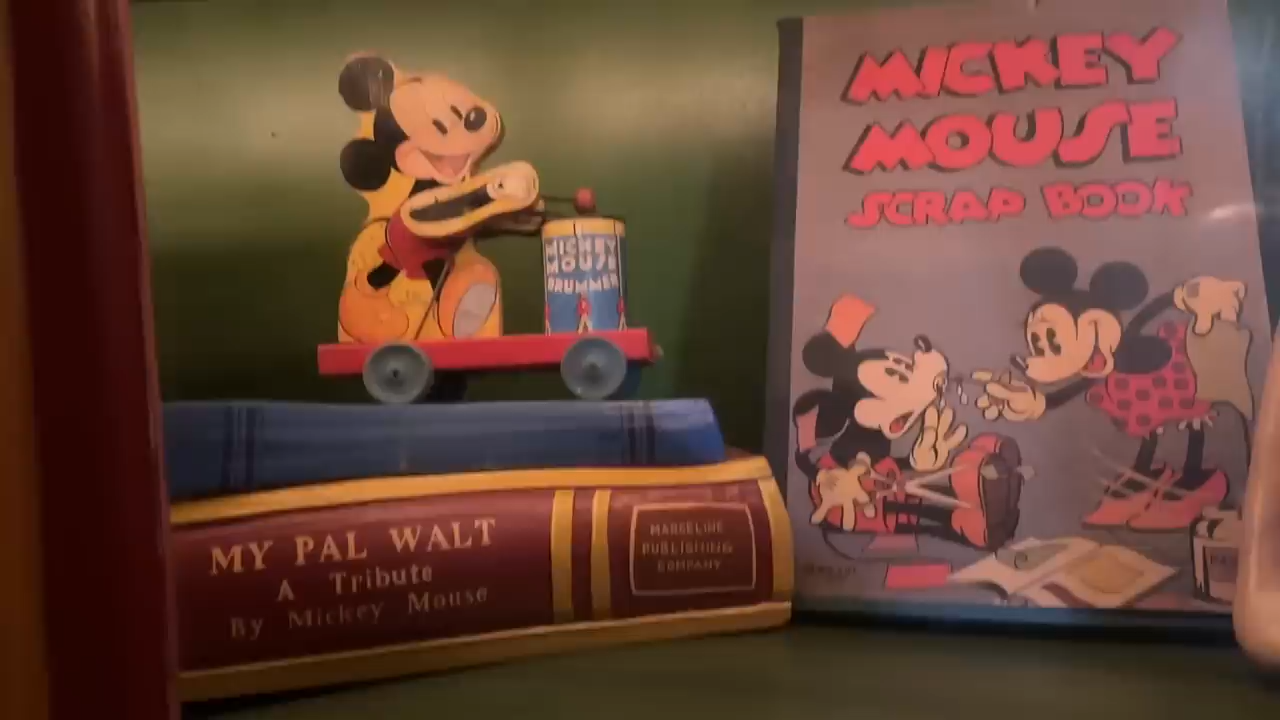 MICKEY
MOUSE
SCRAP BOOK
MICKEY
MOUSE
DRUMMER
MY PAL WALT
A Tribute
By Mickey Mouse
MARCELINE
PUBLISHING
COMPANY